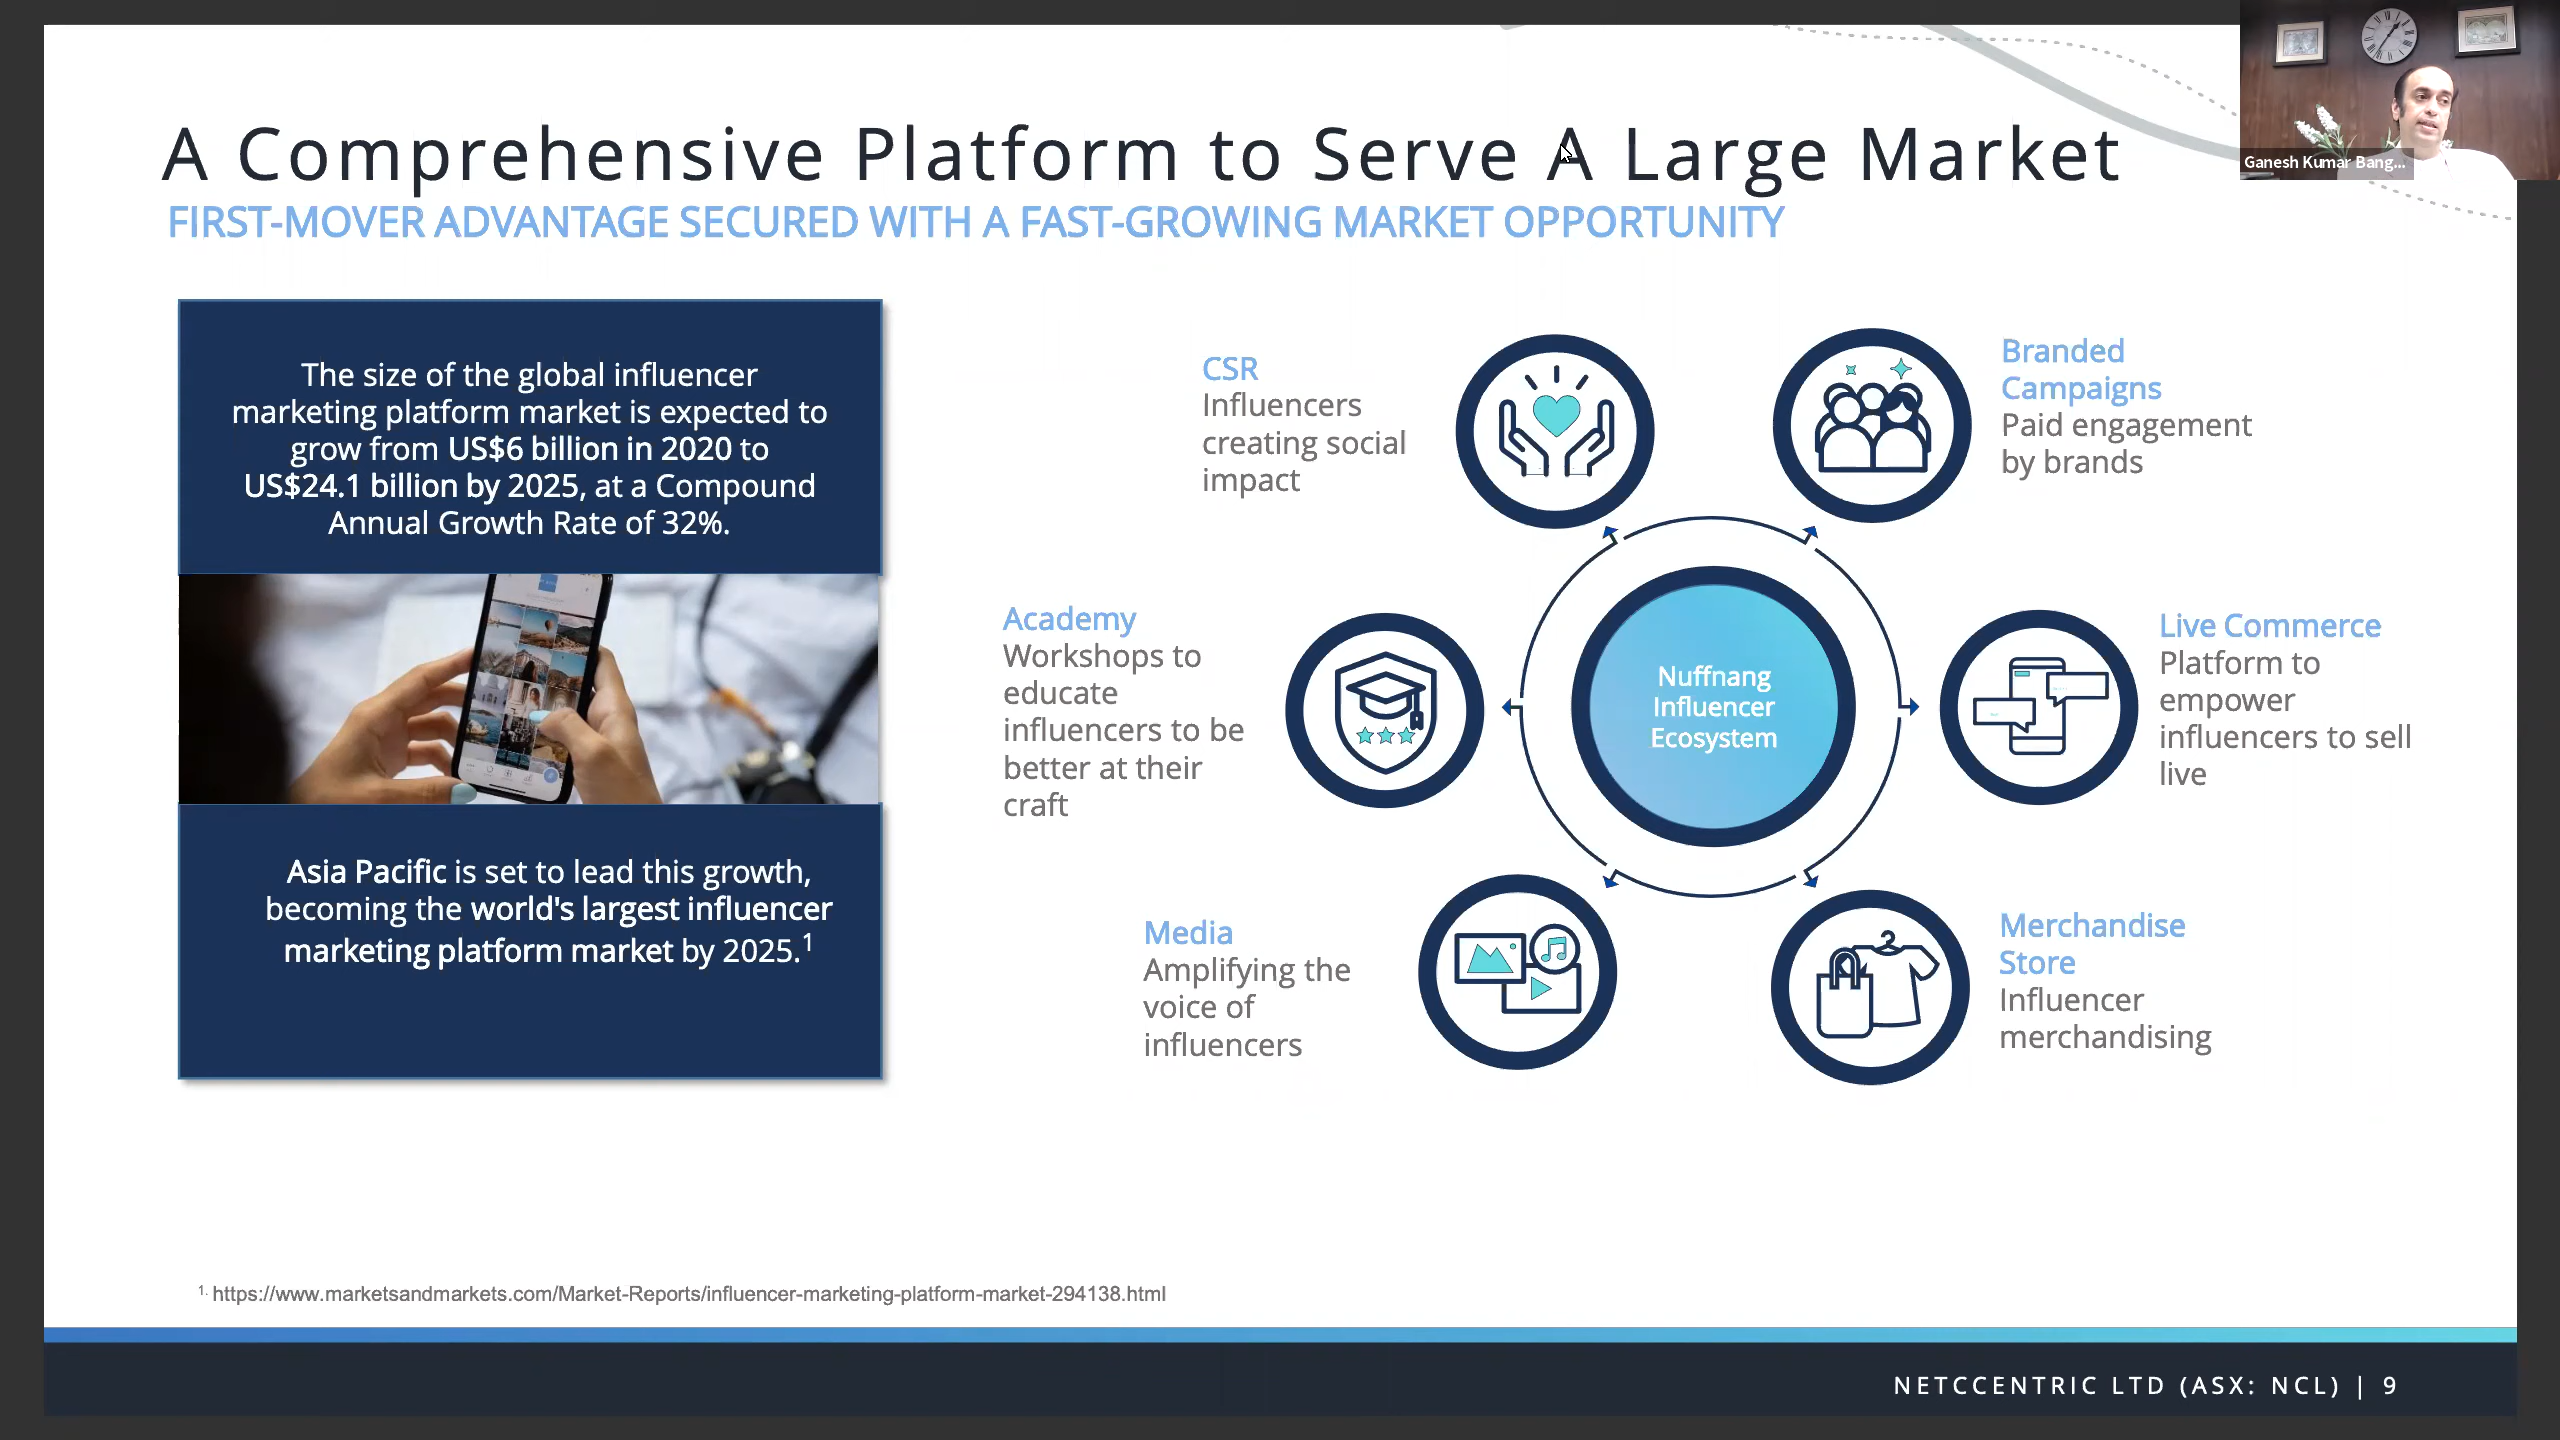 A Comprehensive Platform to Serve A Large Market
FIRST-MOVER ADVANTAGE SECURED WITH A FAST-GROWING MARKET OPPORTUNITY
Ganesh Kumar Bang...
The size of the global influencer
marketing platform market is expected to
grow from US$6 billion in 2020 to
US$24.1 billion by 2025, at a Compound
Annual Growth Rate of 32%.
Asia Pacific is set to lead this growth,
becoming the world's largest influencer
marketing platform market by 2025.1
CSR
Influencers
creating social
impact
Branded
Campaigns
Paid engagement
by brands
Academy
Workshops to
educate
influencers to be
better at their
craft
Nuffnang
Influencer
Ecosystem
Live Commerce
Platform to
empower
influencers to sell
live
Media
Amplifying the
voice of
influencers
Merchandise
Store
Influencer
merchandising
1. https://www.marketsandmarkets.com/Market-Reports/influencer-marketing-platform-market-294138.html
NETCCENTRIC LTD (ASX: NCL) | 9